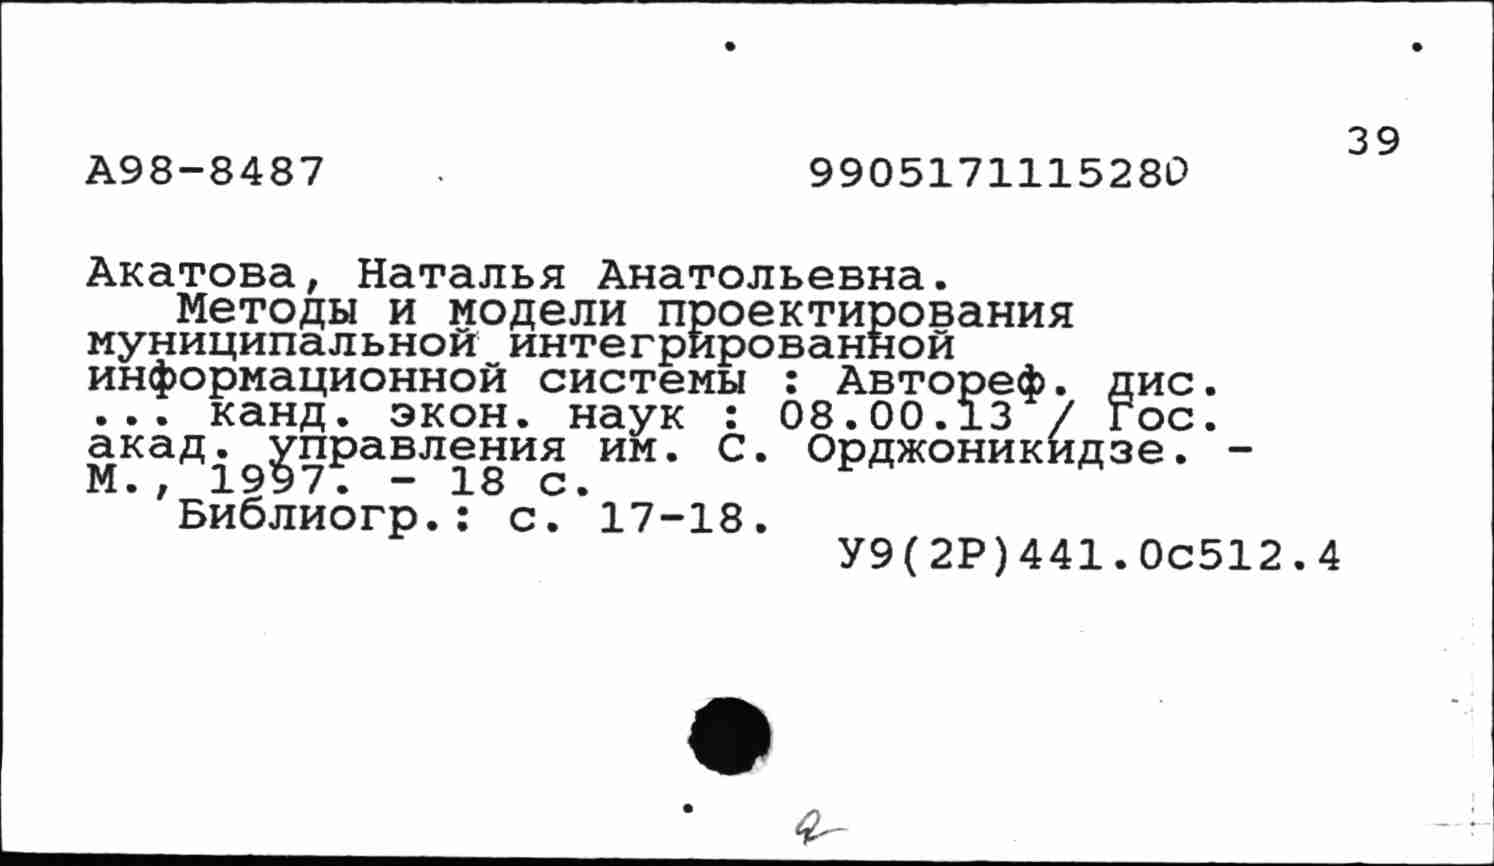 39
А98-8487 9905171115280
Акатова, Наталья Анатольевна.
Методы и модели проектирования
муниципальной интегрированной
информационной системы : Автореф. дис.
... канд. экон. наук : 08.00.13 / Гос.
акад. управления им. С. Орджоникидзе. -
М., 1997. - 18 с.
Библиогр.: с. 17-18.
У9(2Р)441.0с512.4